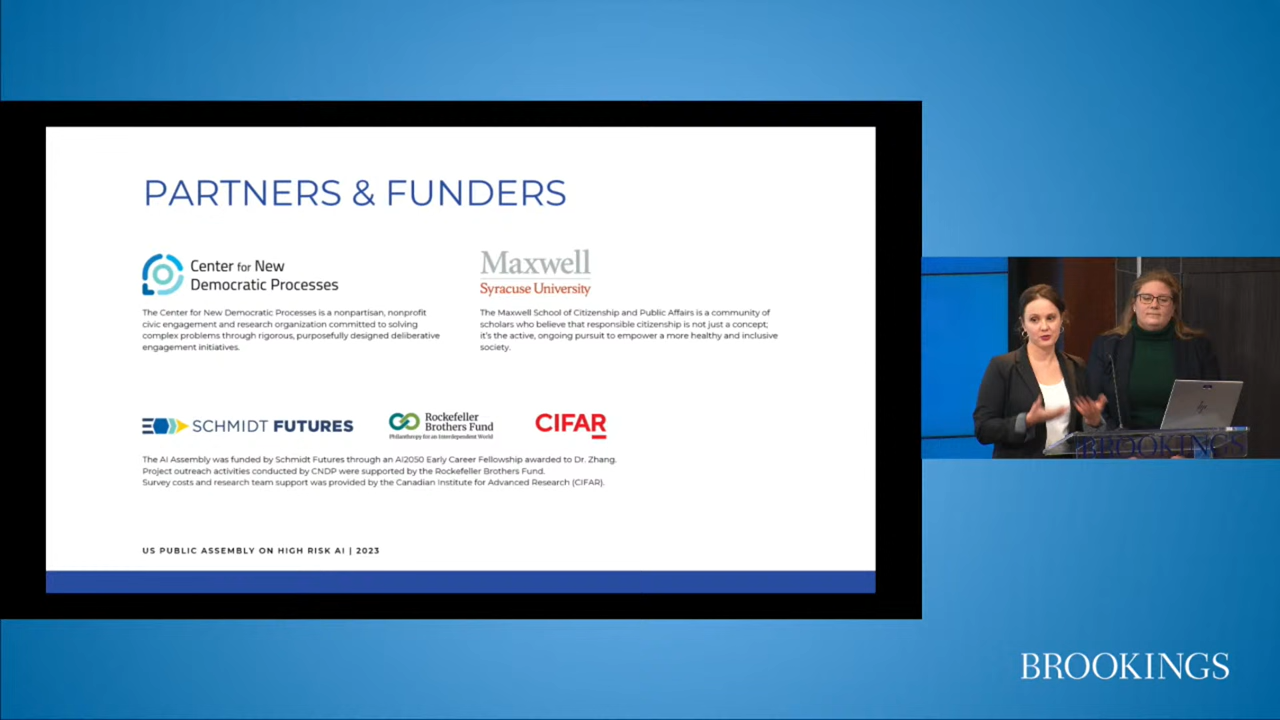 PARTNERS & FUNDERS
Center for New
Democratic Processes
The Center for New Democratic Processes is a nonpartisan, nonprofit
civic engagement and research organization committed to solving
complex problems through rigorous, purposefully designed deliberative
engagement initiatives.
Maxwell
Syracuse University
The Maxwell School of Citizenship and Public Affairs is a community of
scholars who believe that responsible citizenship is not just a concept;
it's the active, ongoing pursuit to empower a more healthy and inclusive
society.
SCHMIDT FUTURES
Rockefeller
Brothers Fund
Philanthropy for an Interdependent World
CIFAR
The AI Assembly was funded by Schmidt Futures through an AI2050 Early Career Fellowship awarded to Dr. Zhang.
Project outreach activities conducted by CNDP were supported by the Rockefeller Brothers Fund.
Survey costs and research team support was provided by the Canadian Institute for Advanced Research (CIFAR).
US PUBLIC ASSEMBLY ON HIGH RISK AI | 2023
BROOKINGS
BROOKINGS